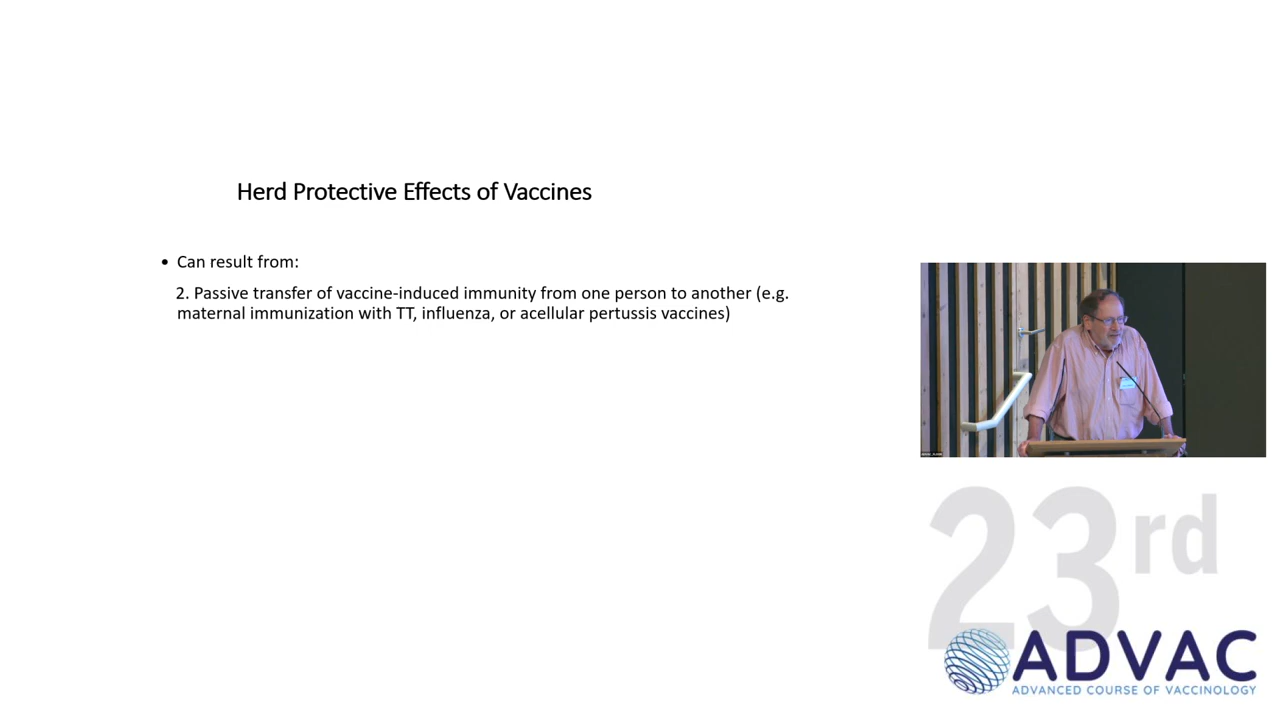 Herd Protective Effects of Vaccines
• Can result from:
2. Passive transfer of vaccine-induced immunity from one person to another (e.g.
maternal immunization with TT, influenza, or acellular pertussis vaccines)
23rd
ADVAC
ADVANCED COURSE OF VACCINOLOGY